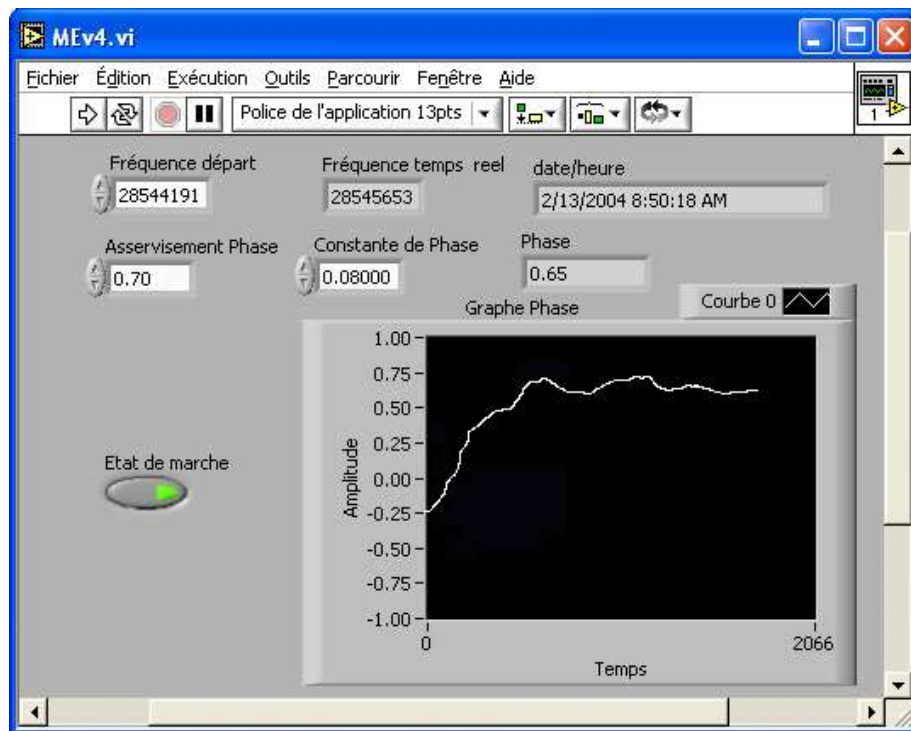 MEv4.vi
Fichier Édition Exécution Outils Parcourir Fenêtre Aide
Police de l'application 13pts
1
Fréquence départ
28544191
Fréquence temps reel
28545653
date/heure
2/13/2004 8:50:18 AM
Asservisement Phase
0.70
Constante de Phase
0.08000
Phase
0.65
Graphe Phase
Courbe 0
Etat de marche
Amplitude
1.00
0.75
0.50
0.25
0.00
-0.25
-0.50
-0.75
-1.00
0 2066
Temps